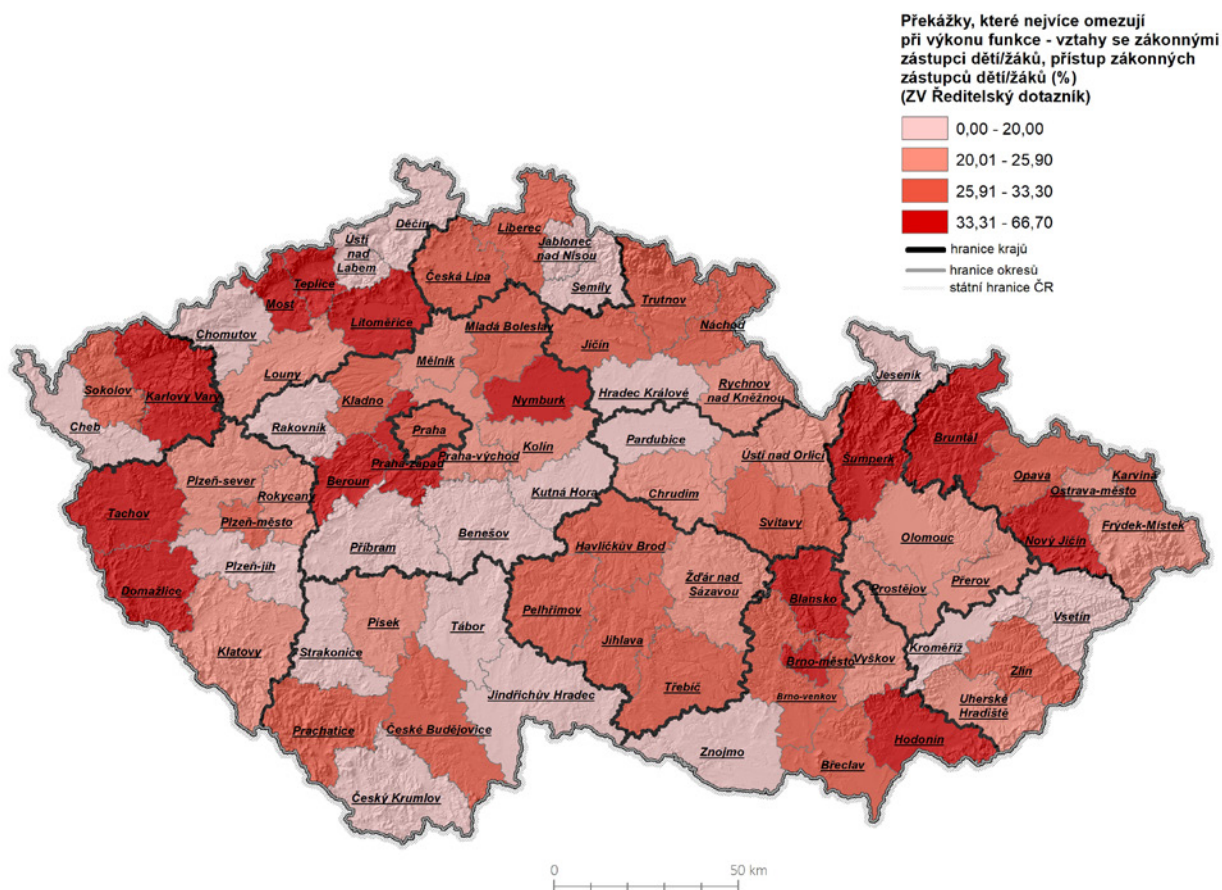 Překážky, které nejvíce omezují
při výkonu funkce - vztahy se zákonnými
zástupci dětí/žáků, přístup zákonných
zástupců dětí/žáků (%)
(ZV Ředitelský dotazník)
0,00 - 20,00
20,01 - 25,90
25,91 - 33,30
33,31 - 66,70
hranice krajů
hranice okresů
státní hranice ČR
Děčín
Ústí
nad
Labem
Liberec
Jablonec
nad Nisou
Semily
Teplice
Most
Česká Lípa
Litoměřice
Trutnov
Chomutov
Mladá Boleslav
Náchod
Jičín
Mělník
Louny
Sokolov
Karlovy Vary
Kladno
Nymburk
Hradec Králové
Rychnov
nad Kněžnou
Jeseník
Cheb
Rakovník
Praha
Pardubice
Bruntál
Kolín
Praha-východ
Praha-západ
Beroun
Ústí nad Orlicí
Šumperk
Plzeň-sever
Rokycany
Opava
Karviná
Ostrava-město
Kutná Hora
Chrudim
Tachov
Plzeň-město
Svitavy
Frýdek-Místek
Nový Jičín
Benešov
Příbram
Olomouc
Havlíčkův Brod
Plzeň-jih
Žďár nad
Sázavou
Přerov
Prostějov
Domažlice
Blansko
Pelhřimov
Vsetín
Písek
Tábor
Jihlava
Kroměříž
Klatovy
Strakonice
Vyškov
Brno-město
Zlín
Třebíč
Jindřichův Hradec
Brno-venkov
Uherské
Hradiště
Prachatice
České Budějovice
Hodonín
Znojmo
Břeclav
Český Krumlov
0
50 km